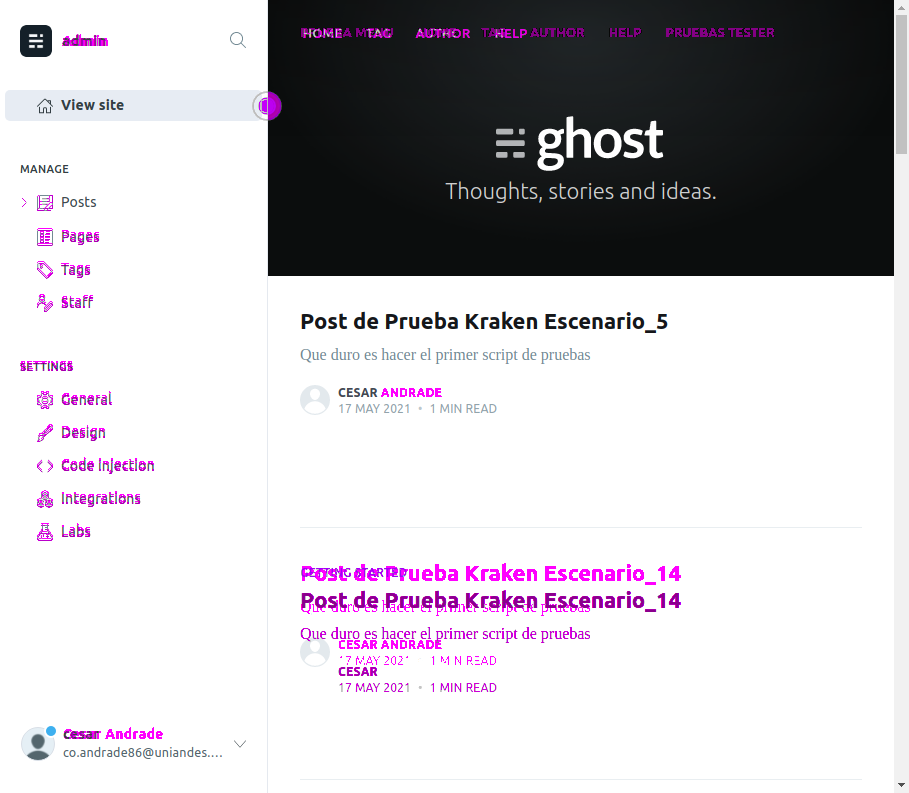 Admin
View site
MANAGE
Posts
Pages
Tags
Staff
SETTINGS
General
Design
Code injection
Integrations
Labs
Cesar Andrade
co.andrade86@uniandes....
HOME TAG AUTHOR HELP
MENU TAG AUTHOR HELP PRUEBAS TESTER
ghost
Thoughts, stories and ideas.
Post de Prueba Kraken Escenario_5
Que duro es hacer el primer script de pruebas
CESAR ANDRADE
17 MAY 2021 • 1 MIN READ
GETTING STARTED
Post de Prueba Kraken Escenario_14
Post de Prueba Kraken Escenario_14
Que duro es hacer el primer script de pruebas
Que duro es hacer el primer script de pruebas
CESAR ANDRADE
17 MAY 2021 1 MIN READ
CESAR
17 MAY 2021 • 1 MIN READ